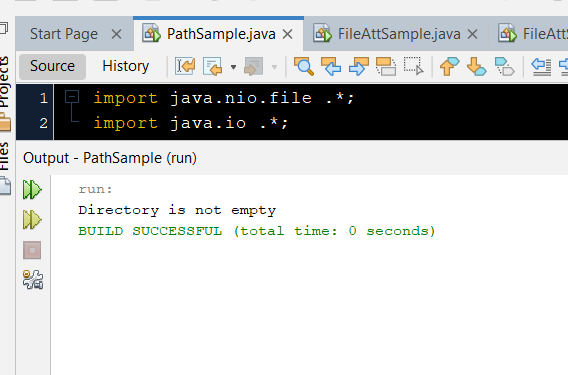 Start Page
PathSample.java
FileAttSample.java
Projects
Source
History
1 import java.nio.file .*;
2 import java.io .*;
Files
Output - PathSample (run)
run:
Directory is not empty
BUILD SUCCESSFUL (total time: 0 seconds)